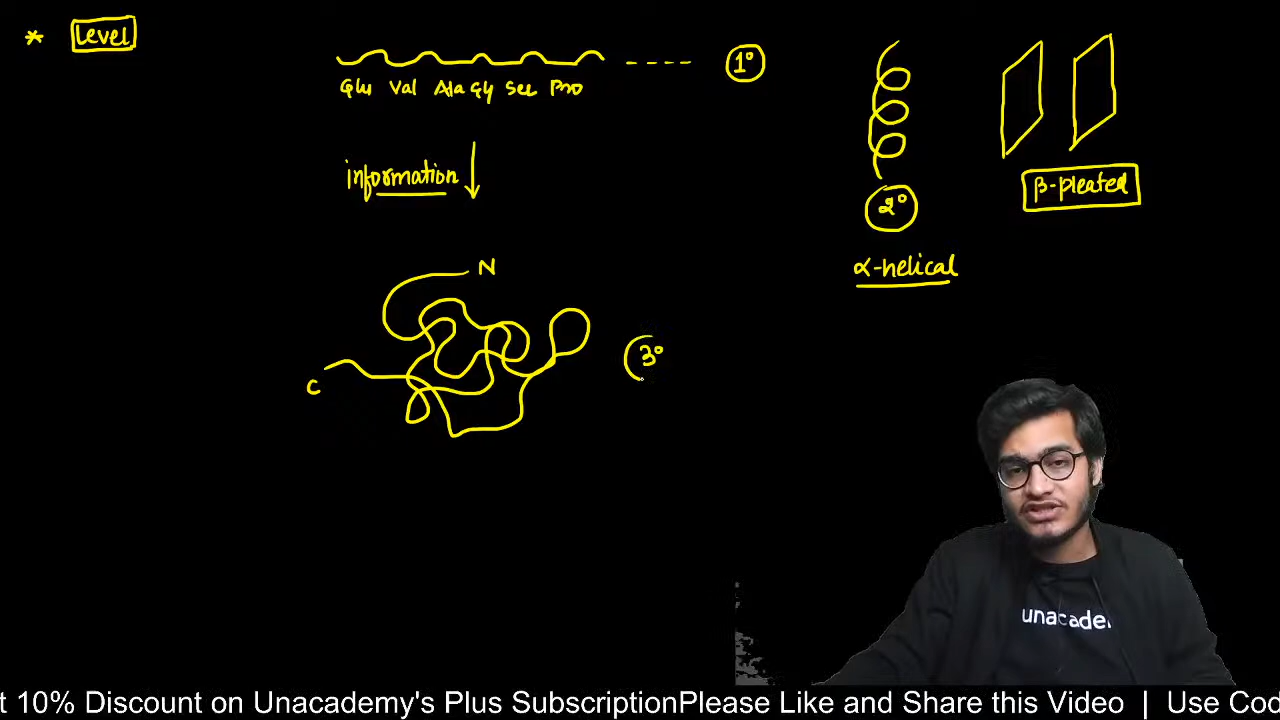 * Level
Glu Val Ala Gly Ser Pro
1°
information
2°
α-helical
β-pleated
N
C
3°
unacade
t 10% Discount on Unacademy's Plus SubscriptionPlease Like and Share this Video | Use Cod